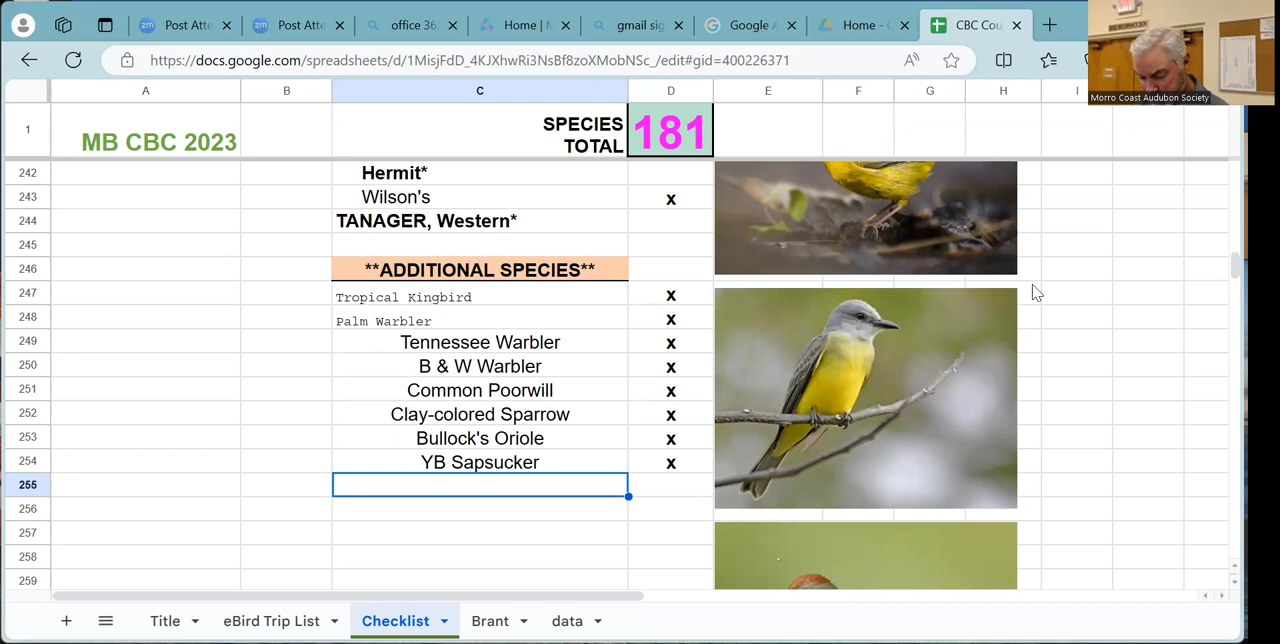 Post Atte
Post Atte
office 36
Home | N
gmail sig
Google A
Home - G
CBC Cou
https://docs.google.com/spreadsheets/d/1MisjFdD_4KJXhwRi3NsBf8zoXMobNSc_/edit#gid=400226371
Morro Coast Audubon Society
A B C D E F G H I
1 MB CBC 2023 SPECIES TOTAL 181
242 Hermit*
243 Wilson's x
244 TANAGER, Western*
245
246 **ADDITIONAL SPECIES**
247 Tropical Kingbird x
248 Palm Warbler x
249 Tennessee Warbler x
250 B & W Warbler x
251 Common Poorwill x
252 Clay-colored Sparrow x
253 Bullock's Oriole x
254 YB Sapsucker x
255
256
257
258
259
Title eBird Trip List Checklist Brant data